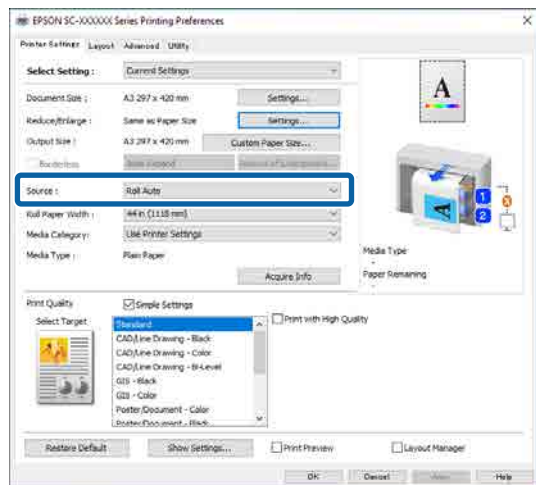 EPSON SC-XXXXXX Series Printing Preferences
Printer Settings Layout Advanced Utility
Select Setting : Current Settings
Document Size : A3 297 x 420 mm Settings...
Reduce/Enlarge : Same as Paper Size Settings...
Output Size : A3 297 x 420 mm Custom Paper Size...
Borderless Auto Expand
Source : Roll Auto
Roll Paper Width : 44 in (1118 mm)
Media Category: Use Printer Settings
Media Type : Plain Paper
Acquire Info
A
A
1
2
Media Type
-
Paper Remaining
-
Print Quality Simple Settings
Select Target
Standard
CAD/Line Drawing - Black
CAD/Line Drawing - Color
CAD/Line Drawing - Bi-Level
GIS - Black
GIS - Color
Poster/Document - Color
Poster/Document - Black
Print with High Quality
Restore Default Show Settings... Print Preview Layout Manager
OK Cancel Help